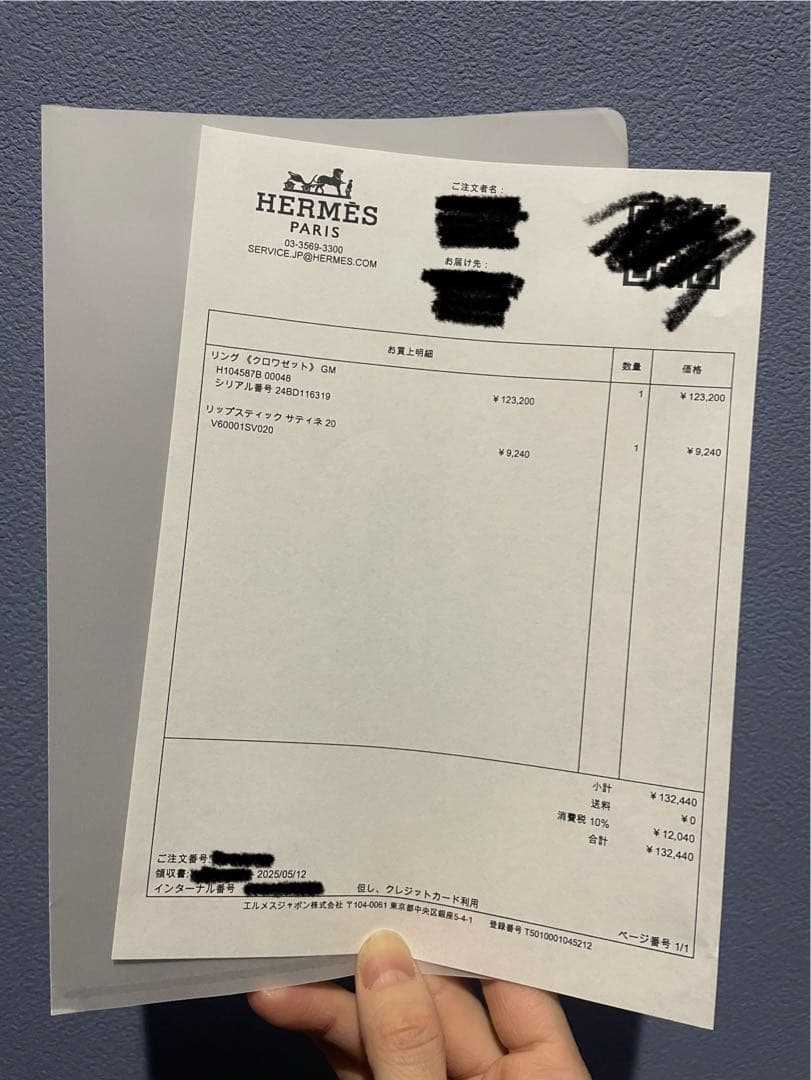 HERMÈS
PARIS
03-3569-3300
SERVICE.JP@HERMES.COM
ご注文者名:
お届け先:
お買上明細 数量 価格
リング 《クロワゼット》 GM
H104587B 00048 ¥123,200 1 ¥123,200
シリアル番号 24BD116319
リップスティック サティネ 20
V60001SV020 ¥9,240 1 ¥9,240
小計 ¥132,440
送料 ¥0
消費税 10% ¥12,040
合計 ¥132,440
ご注文番号
領収書: 2025/05/12
インターナル番号 但し、クレジットカード利用
エルメスジャポン株式会社 〒104-0061 東京都中央区銀座5-4-1 登録番号 T5010001045212
ページ番号 1/1